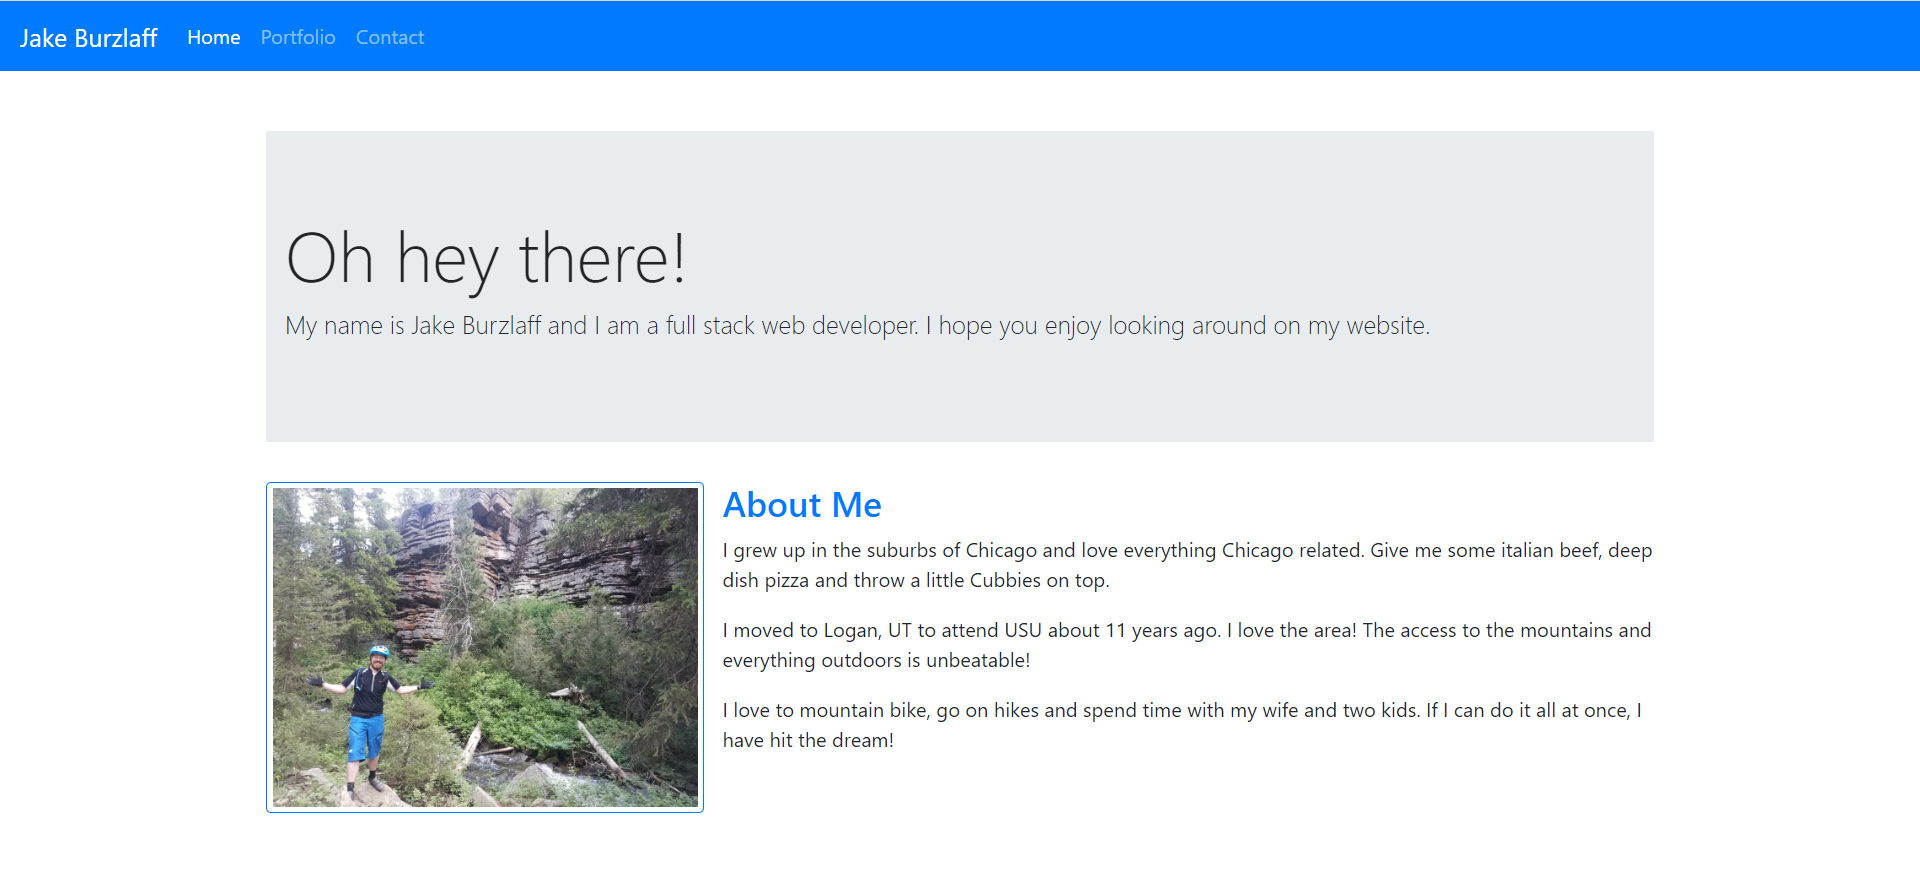 Jake Burzlaff Home Portfolio Contact
Oh hey there!
My name is Jake Burzlaff and I am a full stack web developer. I hope you enjoy looking around on my website.
About Me
I grew up in the suburbs of Chicago and love everything Chicago related. Give me some italian beef, deep
dish pizza and throw a little Cubbies on top.
I moved to Logan, UT to attend USU about 11 years ago. I love the area! The access to the mountains and
everything outdoors is unbeatable!
I love to mountain bike, go on hikes and spend time with my wife and two kids. If I can do it all at once, I
have hit the dream!